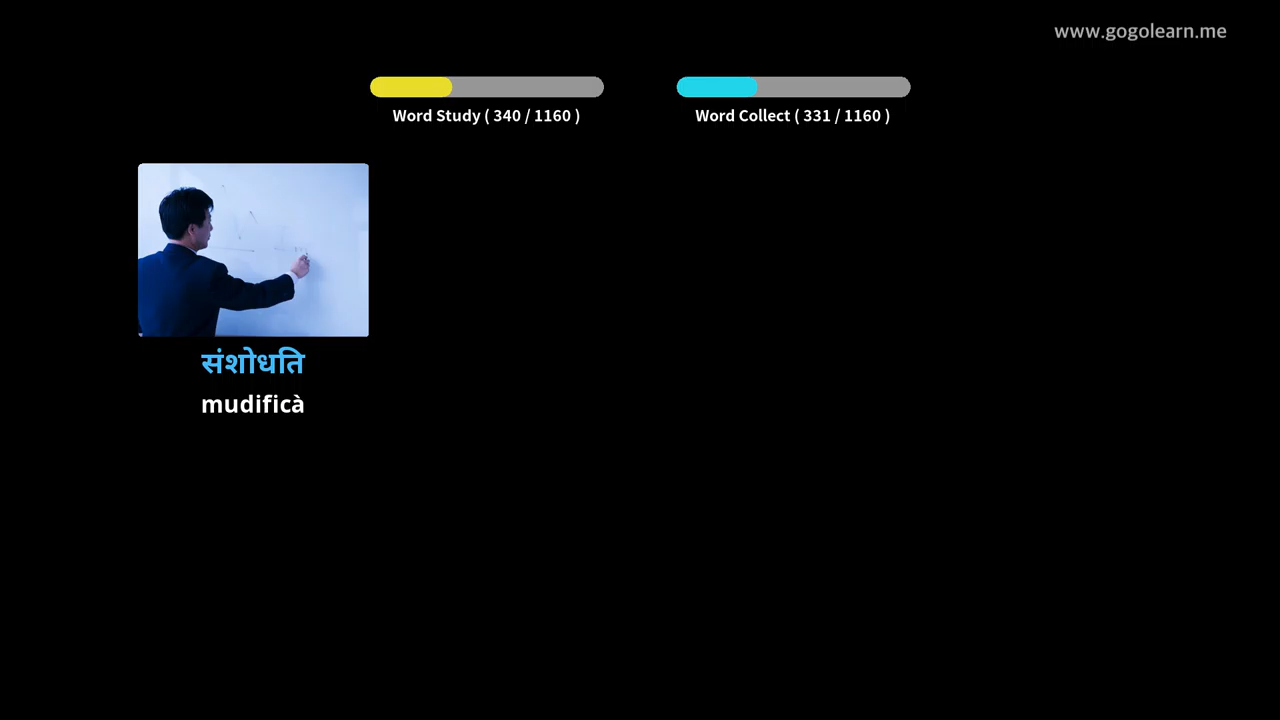 www.gogolearn.me
Word Study ( 340 / 1160 )
Word Collect ( 331 / 1160 )
संशोधति
mudificà